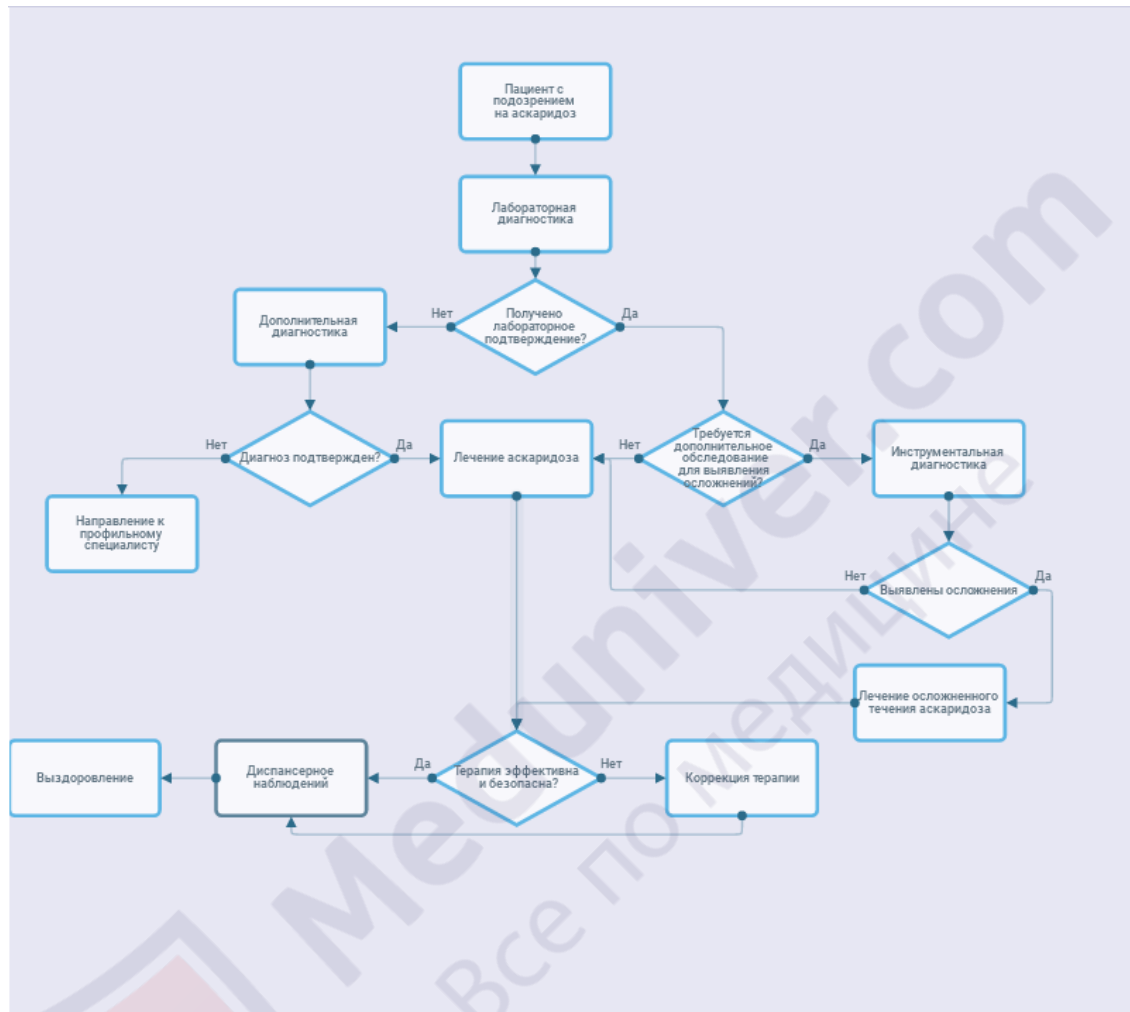 Пациент с
подозрением
на аскаридоз
Лабораторная
диагностика
Получено
лабораторное
подтверждение?
Нет
Да
Дополнительная
диагностика
Диагноз подтвержден?
Нет
Да
Лечение аскаридоза
Требуется
дополнительное
обследование
для выявления
осложнений?
Нет
Да
Инструментальная
диагностика
Направление к
профильному
специалисту
Выявлены осложнения
Нет
Да
Лечение осложненного
течения аскаридоза
Терапия эффективна
и безопасна?
Да
Нет
Коррекция терапии
Диспансерное
наблюдений
Выздоровление
Meduniver.com
Все по медицине